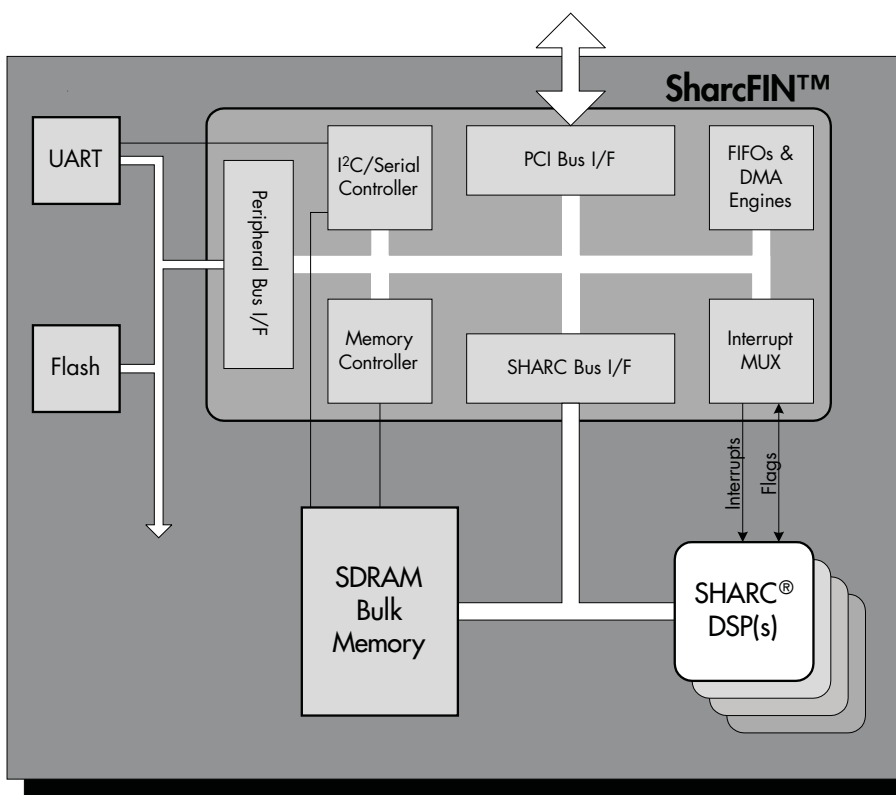 SharcFIN™
UART
I²C/Serial
Controller
PCI Bus I/F
FIFOs &
DMA
Engines
Peripheral Bus I/F
Flash
Memory
Controller
SHARC Bus I/F
Interrupt
MUX
Interrupts
Flags
SDRAM
Bulk
Memory
SHARC®
DSP(s)